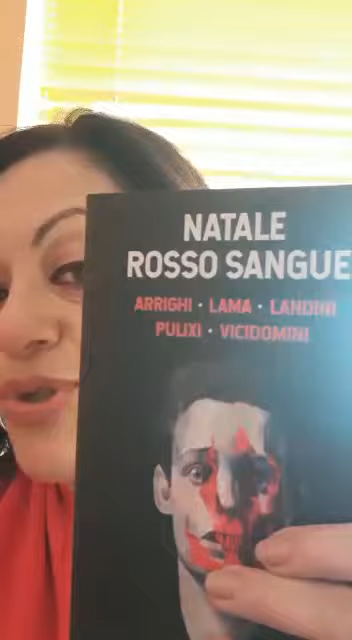 NATALE
ROSSO SANGUE
ARRIGHI · LAMA · LANDINI
PULIXI · VICIDOMINI